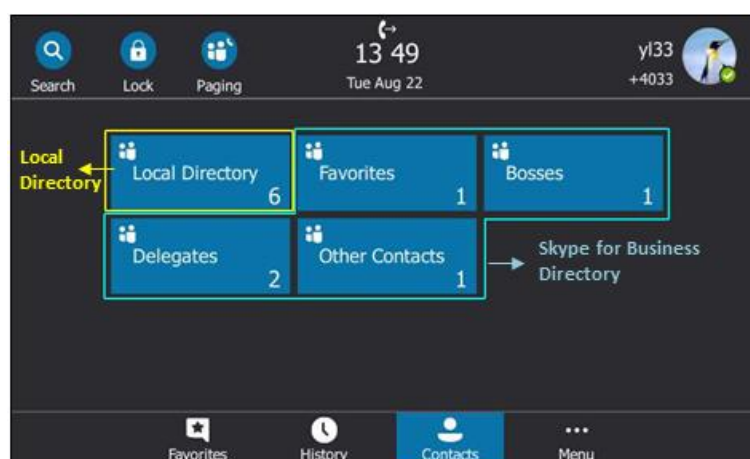 Search
Lock
Paging
13 49
Tue Aug 22
yl33
+4033
Local
Directory
Local Directory
6
Favorites
1
Bosses
1
Delegates
2
Other Contacts
1
Skype for Business
Directory
Favorites
History
Contacts
Menu